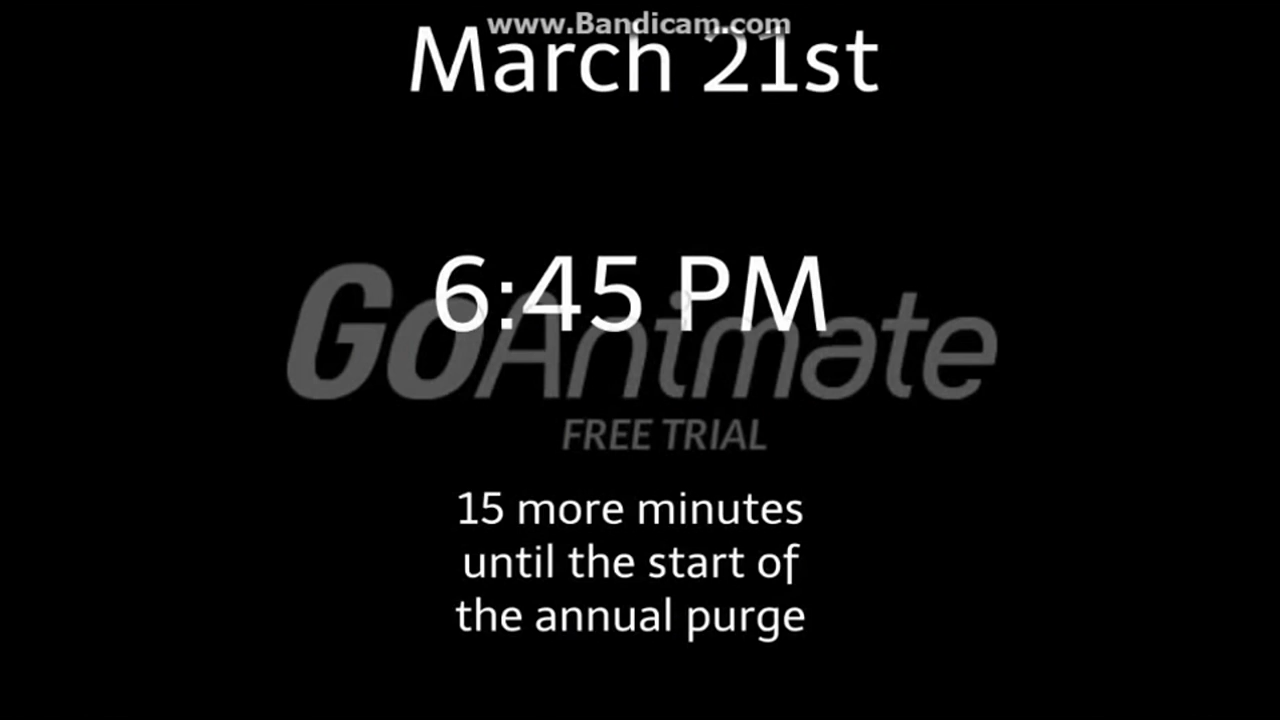 www.Bandicam.com
March 21st
6:45 PM
GoAnimate
FREE TRIAL
15 more minutes
until the start of
the annual purge